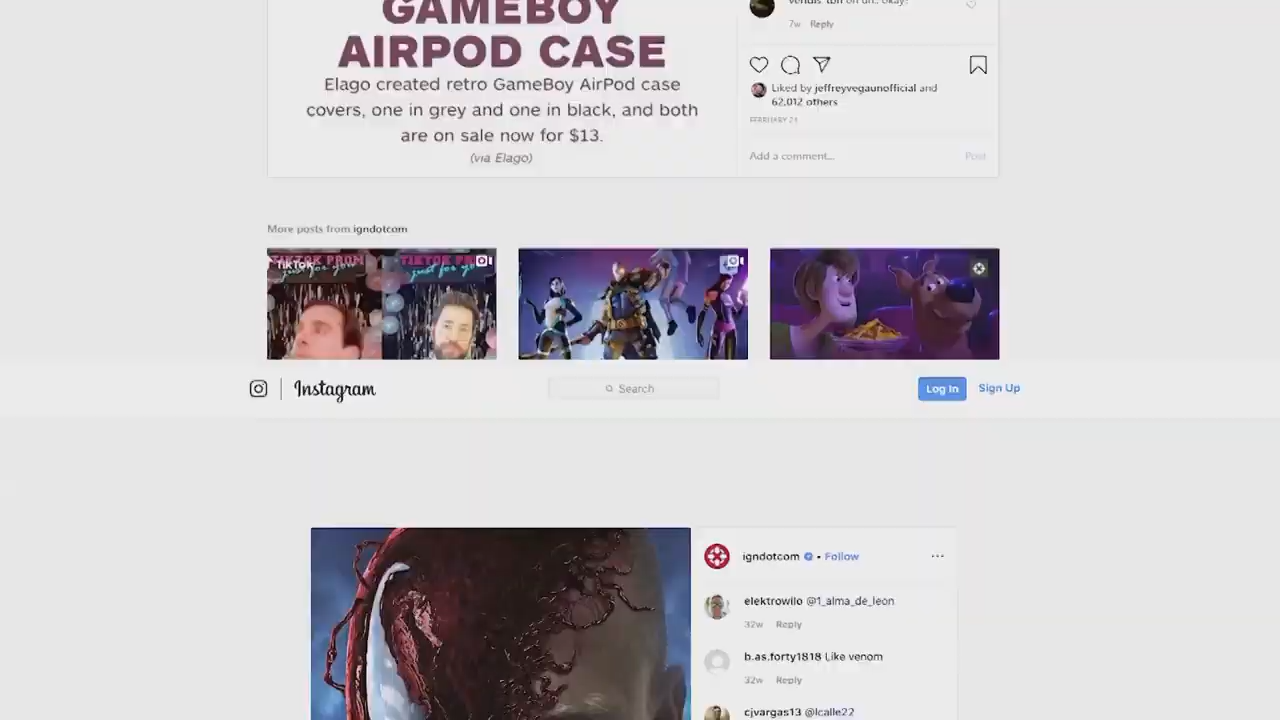 GAMEBOY
AIRPOD CASE
Elago created retro GameBoy AirPod case
covers, one in grey and one in black, and both
are on sale now for $13.
(via Elago)
7w Reply
Liked by jeffreyvegaunofficial and
62,012 others
FEBRUARY 21
Add a comment... Post
More posts from igndotcom
TIKTOK PROM
just for you
TikTok
TIKTOK PR
just for yo
Instagram
Search
Log In
Sign Up
igndotcom • Follow
elektrowilo @1_alma_de_leon
32w Reply
b.as.forty1818 Like venom
32w Reply
cjvargas13 @lcalle22